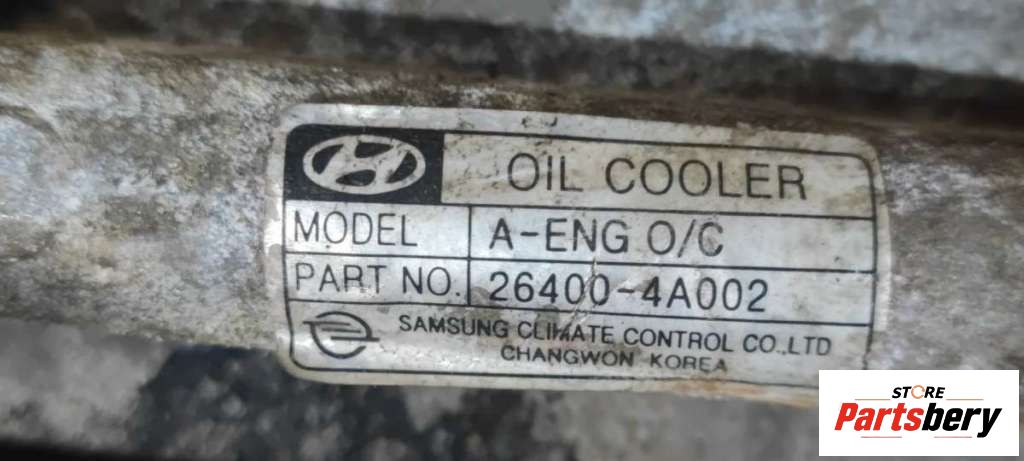 OIL COOLER
MODEL A-ENG O/C
PART NO. 26400-4A002
SAMSUNG CLIMATE CONTROL CO.,LTD
CHANGWON KOREA
STORE
Partsbery